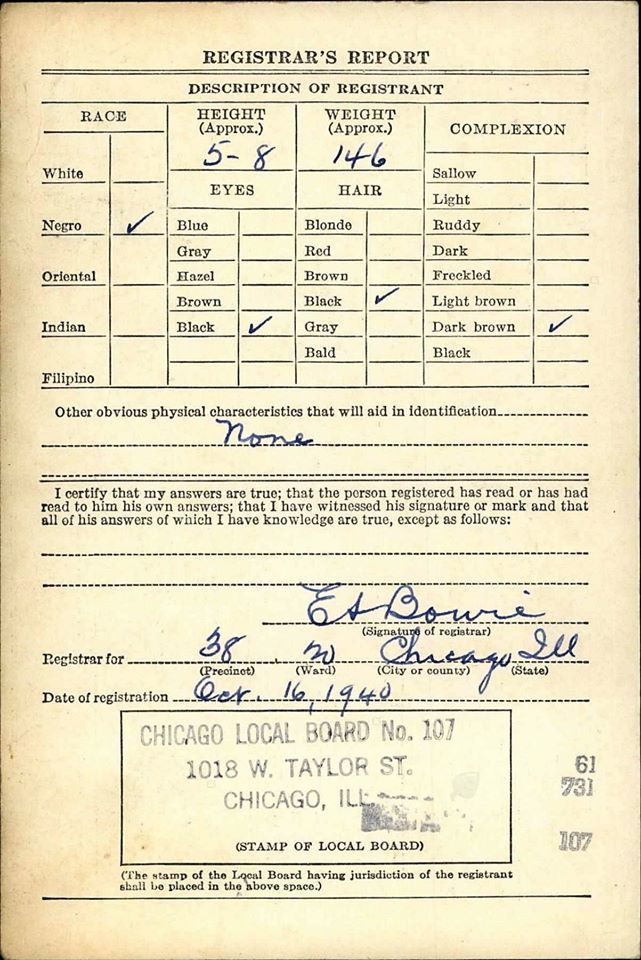 REGISTRAR'S REPORT
DESCRIPTION OF REGISTRANT
RACE
HEIGHT
(Approx.)
WEIGHT
(Approx.)
COMPLEXION
5-8
146
White
EYES
HAIR
Sallow
Light
Negro ✓
Blue
Blonde
Ruddy
Gray
Red
Dark
Oriental
Hazel
Brown
Freckled
Brown
Black ✓
Light brown
Indian
Black ✓
Gray
Dark brown ✓
Bald
Black
Filipino
Other obvious physical characteristics that will aid in identification
None
I certify that my answers are true; that the person registered has read or has had
read to him his own answers; that I have witnessed his signature or mark and that
all of his answers of which I have knowledge are true, except as follows:
Bowie
(Signature of registrar)
Registrar for 38 20 Chicago Ill
(Precinct) (Ward) (City or county) (State)
Date of registration Oct. 16, 1940
CHICAGO LOCAL BOARD No. 107
1018 W. TAYLOR ST.
CHICAGO, ILL.
61
731
107
(STAMP OF LOCAL BOARD)
(The stamp of the Local Board having jurisdiction of the registrant
shall be placed in the above space.)